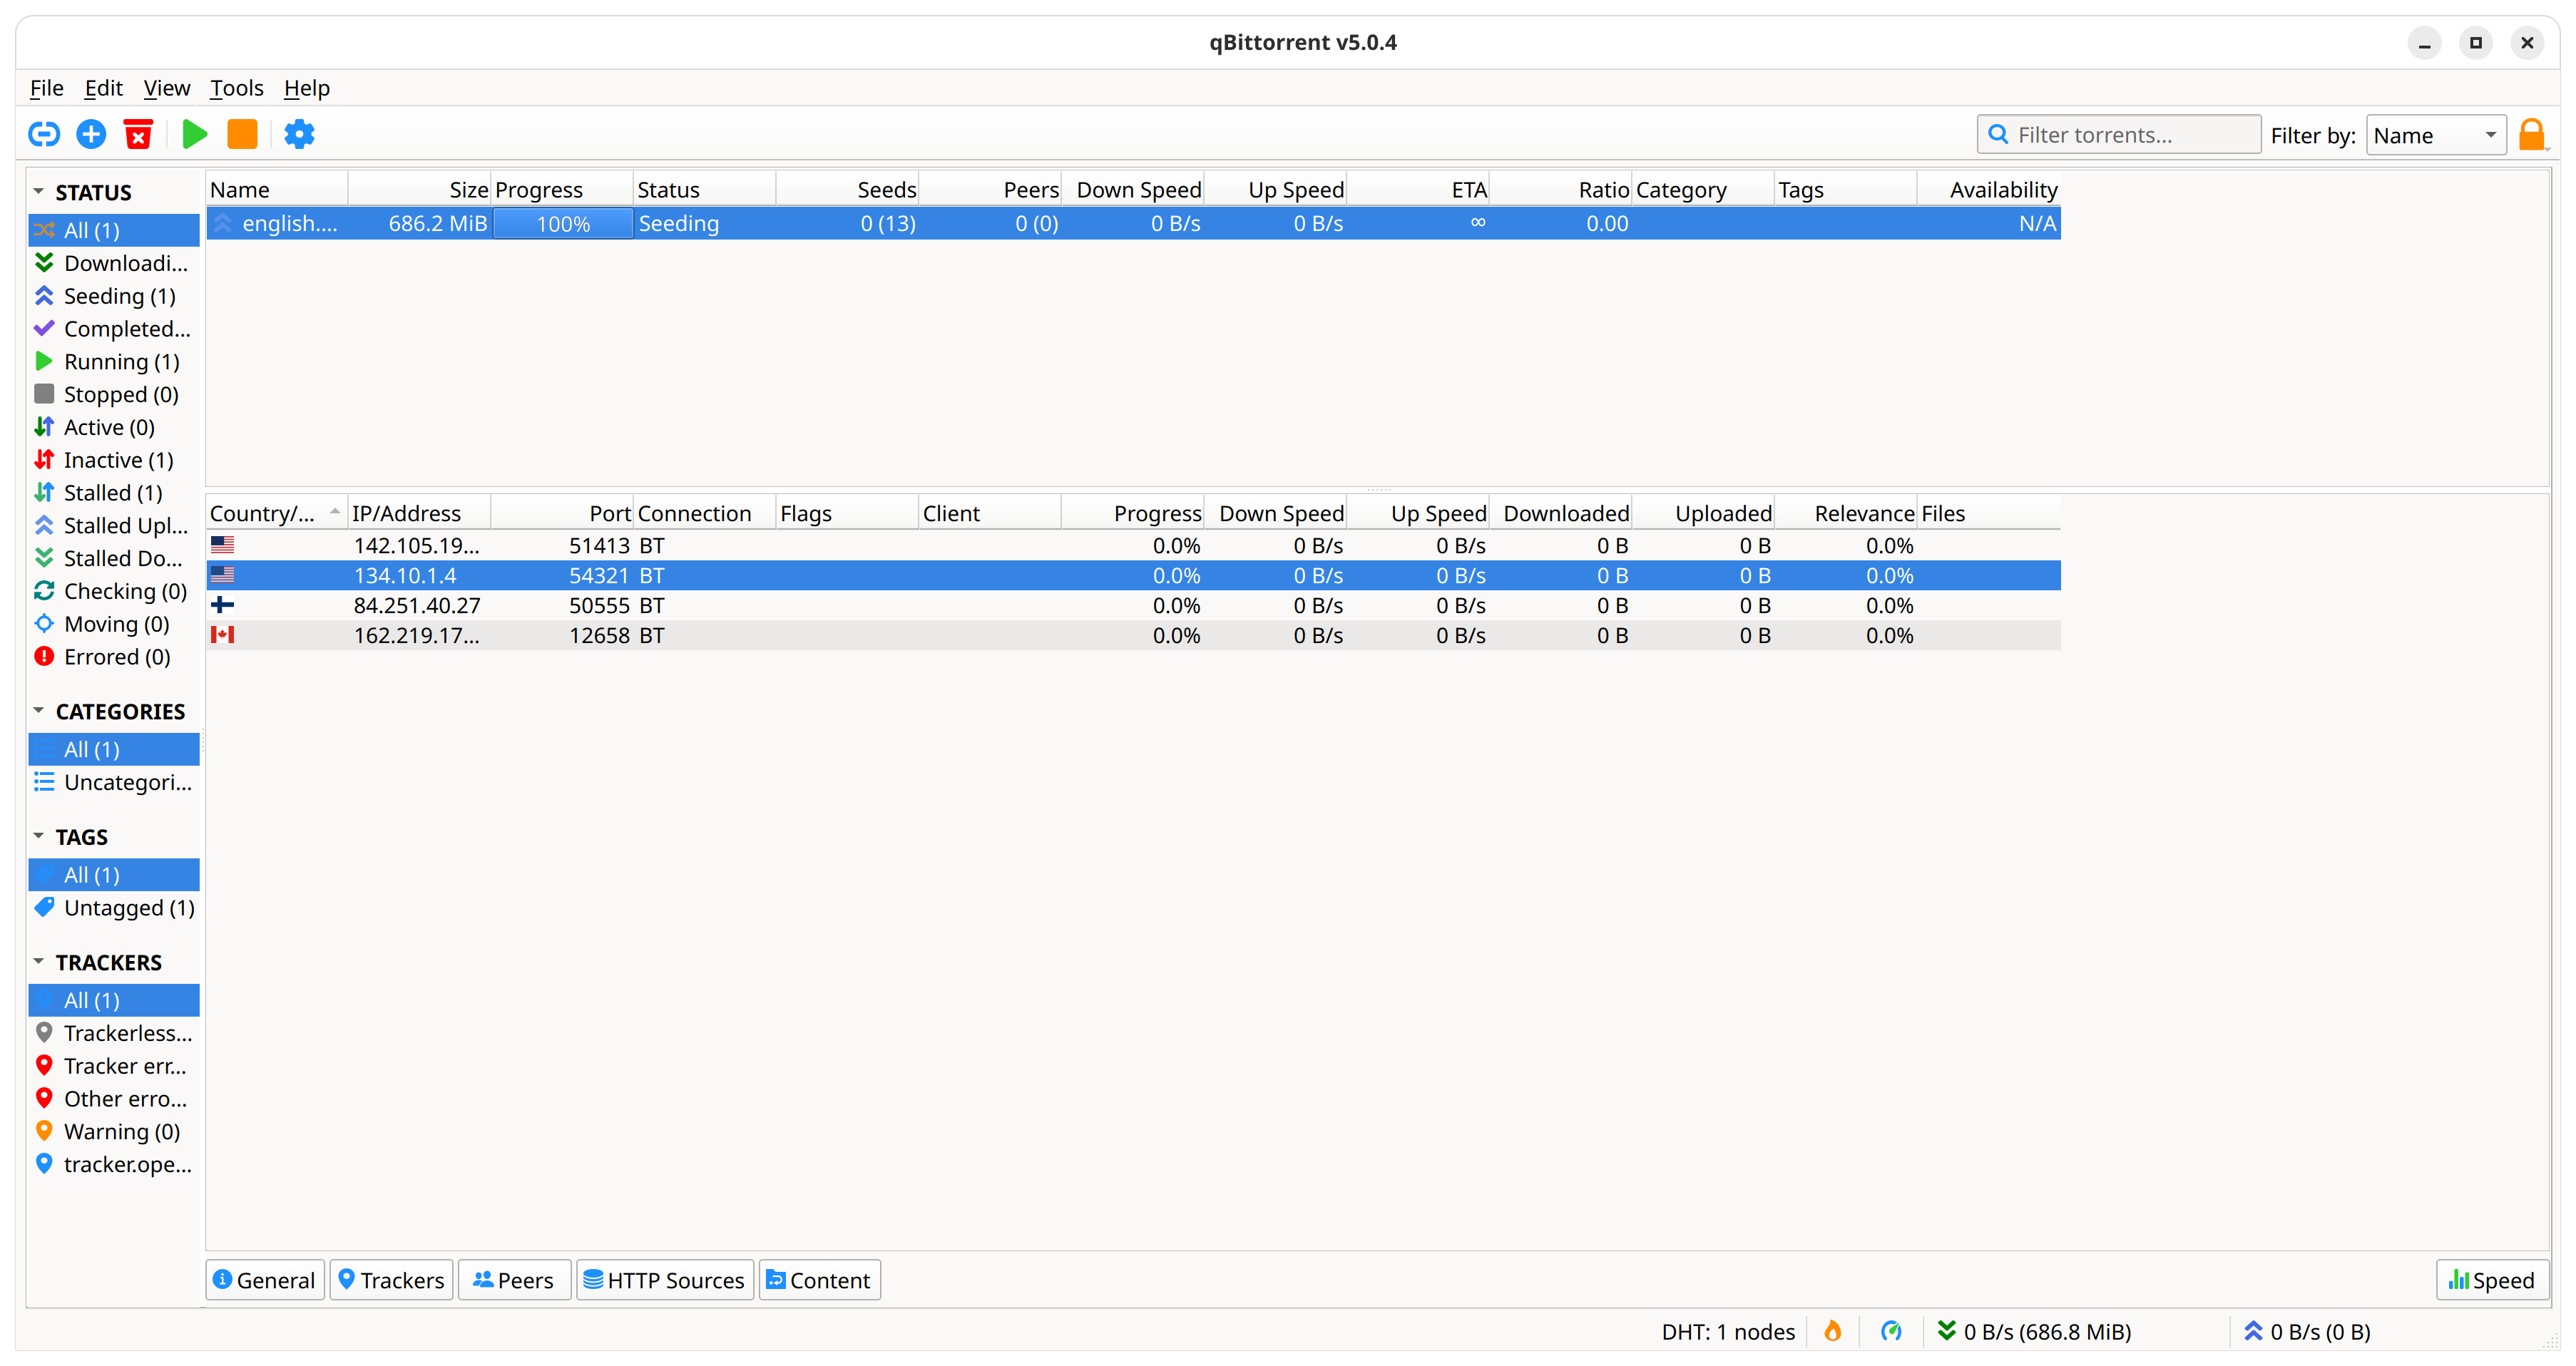 qBittorrent v5.0.4
File Edit View Tools Help
Filter torrents... Filter by: Name
STATUS
All (1)
Downloadi...
Seeding (1)
Completed...
Running (1)
Stopped (0)
Active (0)
Inactive (1)
Stalled (1)
Stalled Upl...
Stalled Do...
Checking (0)
Moving (0)
Errored (0)
CATEGORIES
All (1)
Uncategori...
TAGS
All (1)
Untagged (1)
TRACKERS
All (1)
Trackerless...
Tracker err...
Other erro...
Warning (0)
tracker.ope...
Name Size Progress Status Seeds Peers Down Speed Up Speed ETA Ratio Category Tags Availability
english.... 686.2 MiB 100% Seeding 0 (13) 0 (0) 0 B/s 0 B/s ∞ 0.00 N/A
Country/... IP/Address Port Connection Flags Client Progress Down Speed Up Speed Downloaded Uploaded Relevance Files
142.105.19... 51413 BT 0.0% 0 B/s 0 B/s 0 B 0 B 0.0%
134.10.1.4 54321 BT 0.0% 0 B/s 0 B/s 0 B 0 B 0.0%
84.251.40.27 50555 BT 0.0% 0 B/s 0 B/s 0 B 0 B 0.0%
162.219.17... 12658 BT 0.0% 0 B/s 0 B/s 0 B 0 B 0.0%
General Trackers Peers HTTP Sources Content Speed
DHT: 1 nodes 0 B/s (686.8 MiB) 0 B/s (0 B)